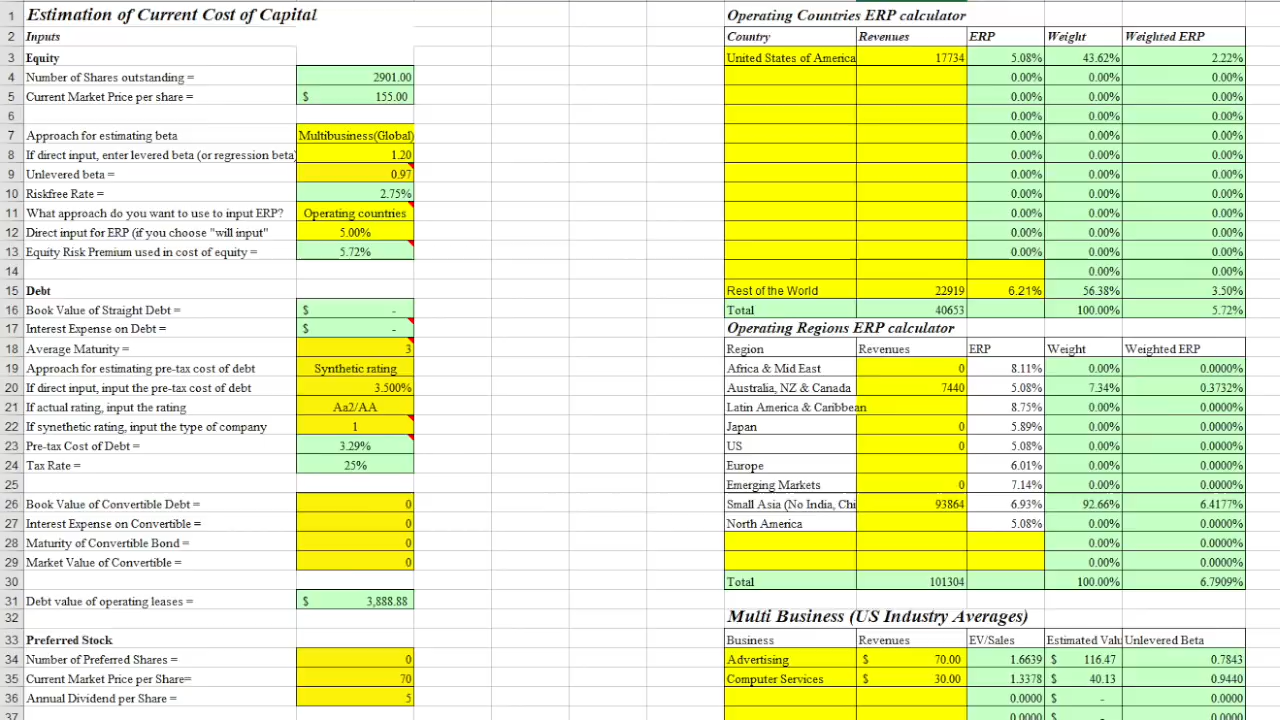 1 Estimation of Current Cost of Capital Operating Countries ERP calculator
2 Inputs Country Revenues ERP Weight Weighted ERP
3 Equity United States of America 17734 5.08% 43.62% 2.22%
4 Number of Shares outstanding = 2901.00 0.00% 0.00% 0.00%
5 Current Market Price per share = $ 155.00 0.00% 0.00% 0.00%
6 0.00% 0.00% 0.00%
7 Approach for estimating beta Multibusiness(Global) 0.00% 0.00% 0.00%
8 If direct input, enter levered beta (or regression beta) 1.20 0.00% 0.00% 0.00%
9 Unlevered beta = 0.97 0.00% 0.00% 0.00%
10 Riskfree Rate = 2.75% 0.00% 0.00% 0.00%
11 What approach do you want to use to input ERP? Operating countries 0.00% 0.00% 0.00%
12 Direct input for ERP (if you choose "will input" 5.00% 0.00% 0.00% 0.00%
13 Equity Risk Premium used in cost of equity = 5.72% 0.00% 0.00% 0.00%
14 0.00% 0.00%
15 Debt Rest of the World 22919 6.21% 56.38% 3.50%
16 Book Value of Straight Debt = $ - Total 40653 100.00% 5.72%
17 Interest Expense on Debt = $ - Operating Regions ERP calculator
18 Average Maturity = 3 Region Revenues ERP Weight Weighted ERP
19 Approach for estimating pre-tax cost of debt Synthetic rating Africa & Mid East 0 8.11% 0.00% 0.0000%
20 If direct input, input the pre-tax cost of debt 3.500% Australia, NZ & Canada 7440 5.08% 7.34% 0.3732%
21 If actual rating, input the rating Aa2/AA Latin America & Caribbean 8.75% 0.00% 0.0000%
22 If synethetic rating, input the type of company 1 Japan 0 5.89% 0.00% 0.0000%
23 Pre-tax Cost of Debt = 3.29% US 0 5.08% 0.00% 0.0000%
24 Tax Rate = 25% Europe 6.01% 0.00% 0.0000%
25 Emerging Markets 0 7.14% 0.00% 0.0000%
26 Book Value of Convertible Debt = 0 Small Asia (No India, Chi 93864 6.93% 92.66% 6.4177%
27 Interest Expense on Convertible = 0 North America 5.08% 0.00% 0.0000%
28 Maturity of Convertible Bond = 0 0.00% 0.0000%
29 Market Value of Convertible = 0 0.00% 0.0000%
30 Total 101304 100.00% 6.7909%
31 Debt value of operating leases = $ 3,888.88
32 Multi Business (US Industry Averages)
33 Preferred Stock Business Revenues EV/Sales Estimated Valu Unlevered Beta
34 Number of Preferred Shares = 0 Advertising $ 70.00 1.6639 $ 116.47 0.7843
35 Current Market Price per Share= 70 Computer Services $ 30.00 1.3378 $ 40.13 0.9440
36 Annual Dividend per Share = 5 0.0000 $ - 0.0000
37 0.0000 $ - 0.0000